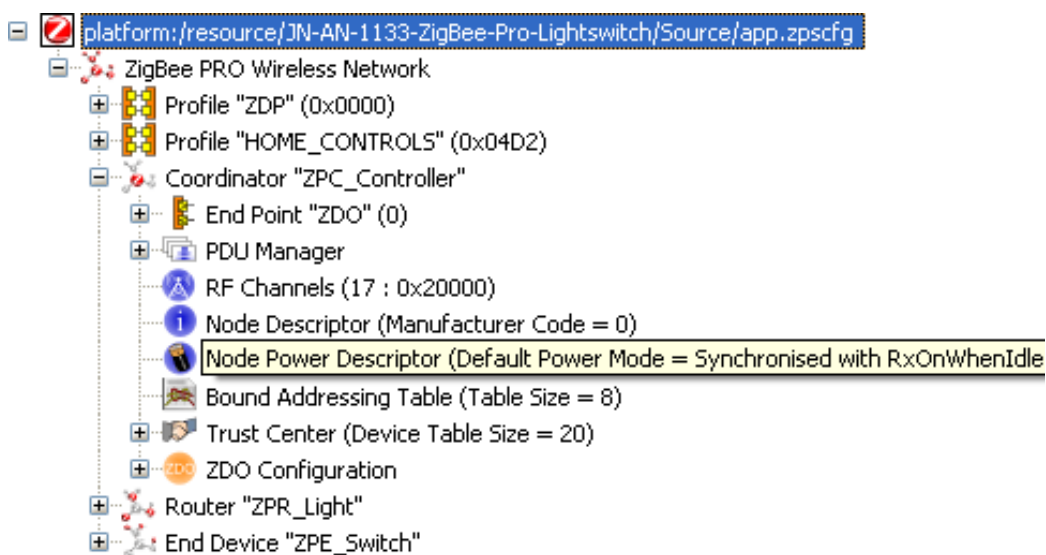 platform:/resource/JN-AN-1133-ZigBee-Pro-Lightswitch/Source/app.zpscfg
ZigBee PRO Wireless Network
Profile "ZDP" (0x0000)
Profile "HOME_CONTROLS" (0x04D2)
Coordinator "ZPC_Controller"
End Point "ZDO" (0)
PDU Manager
RF Channels (17 : 0x20000)
Node Descriptor (Manufacturer Code = 0)
Node Power Descriptor (Default Power Mode = Synchronised with RxOnWhenIdle
Bound Addressing Table (Table Size = 8)
Trust Center (Device Table Size = 20)
ZDO ZDO Configuration
Router "ZPR_Light"
End Device "ZPE_Switch"